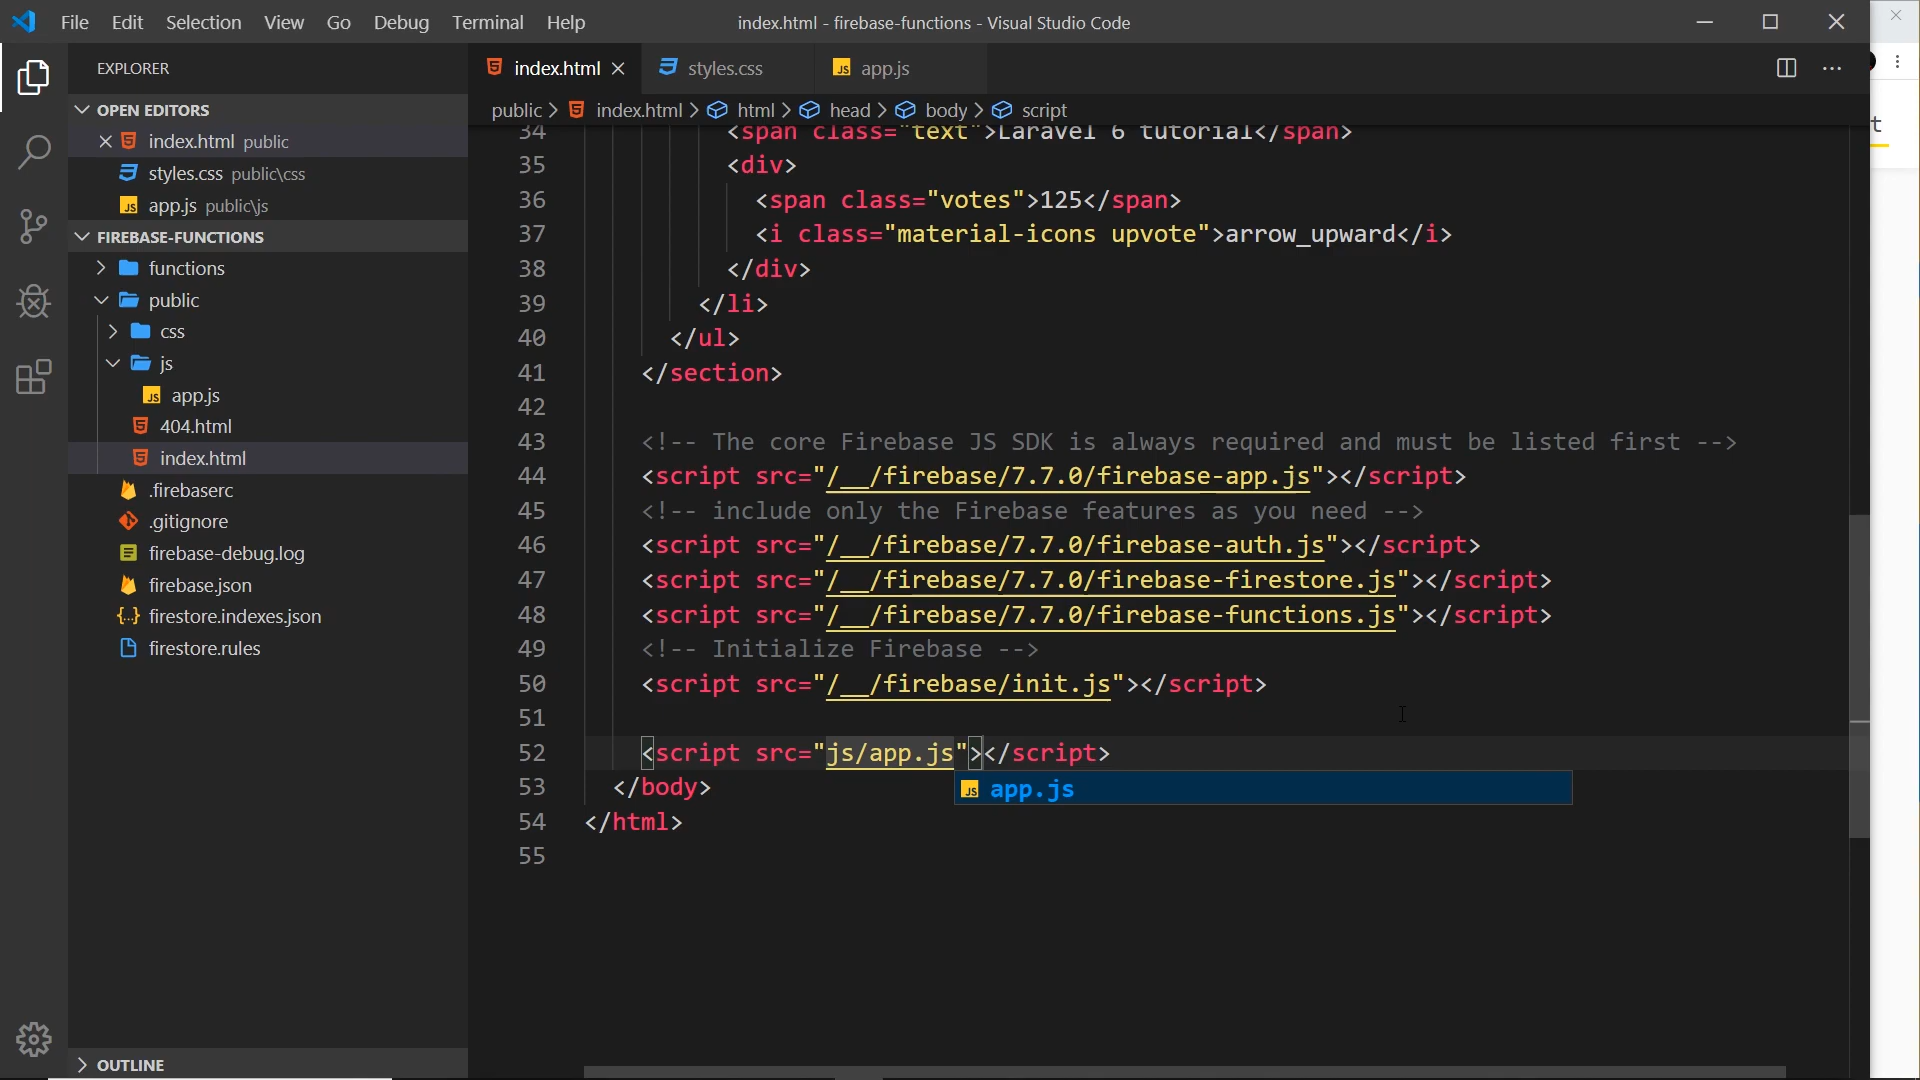 File Edit Selection View Go Debug Terminal Help
index.html - firebase-functions - Visual Studio Code
EXPLORER
OPEN EDITORS
index.html public
styles.css public\css
app.js public\js
FIREBASE-FUNCTIONS
functions
public
css
js
app.js
404.html
index.html
.firebaserc
.gitignore
firebase-debug.log
firebase.json
firestore.indexes.json
firestore.rules
OUTLINE
index.html styles.css app.js
public > index.html > html > head > body > script
34 <span class="text">Laravel 6 tutorial</span>
35 <div>
36 <span class="votes">125</span>
37 <i class="material-icons upvote">arrow_upward</i>
38 </div>
39 </li>
40 </ul>
41 </section>
42
43 <!-- The core Firebase JS SDK is always required and must be listed first -->
44 <script src="/__/firebase/7.7.0/firebase-app.js"></script>
45 <!-- include only the Firebase features as you need -->
46 <script src="/__/firebase/7.7.0/firebase-auth.js"></script>
47 <script src="/__/firebase/7.7.0/firebase-firestore.js"></script>
48 <script src="/__/firebase/7.7.0/firebase-functions.js"></script>
49 <!-- Initialize Firebase -->
50 <script src="/__/firebase/init.js"></script>
51
52 <script src="js/app.js"></script>
53 </body>
app.js
54 </html>
55
t